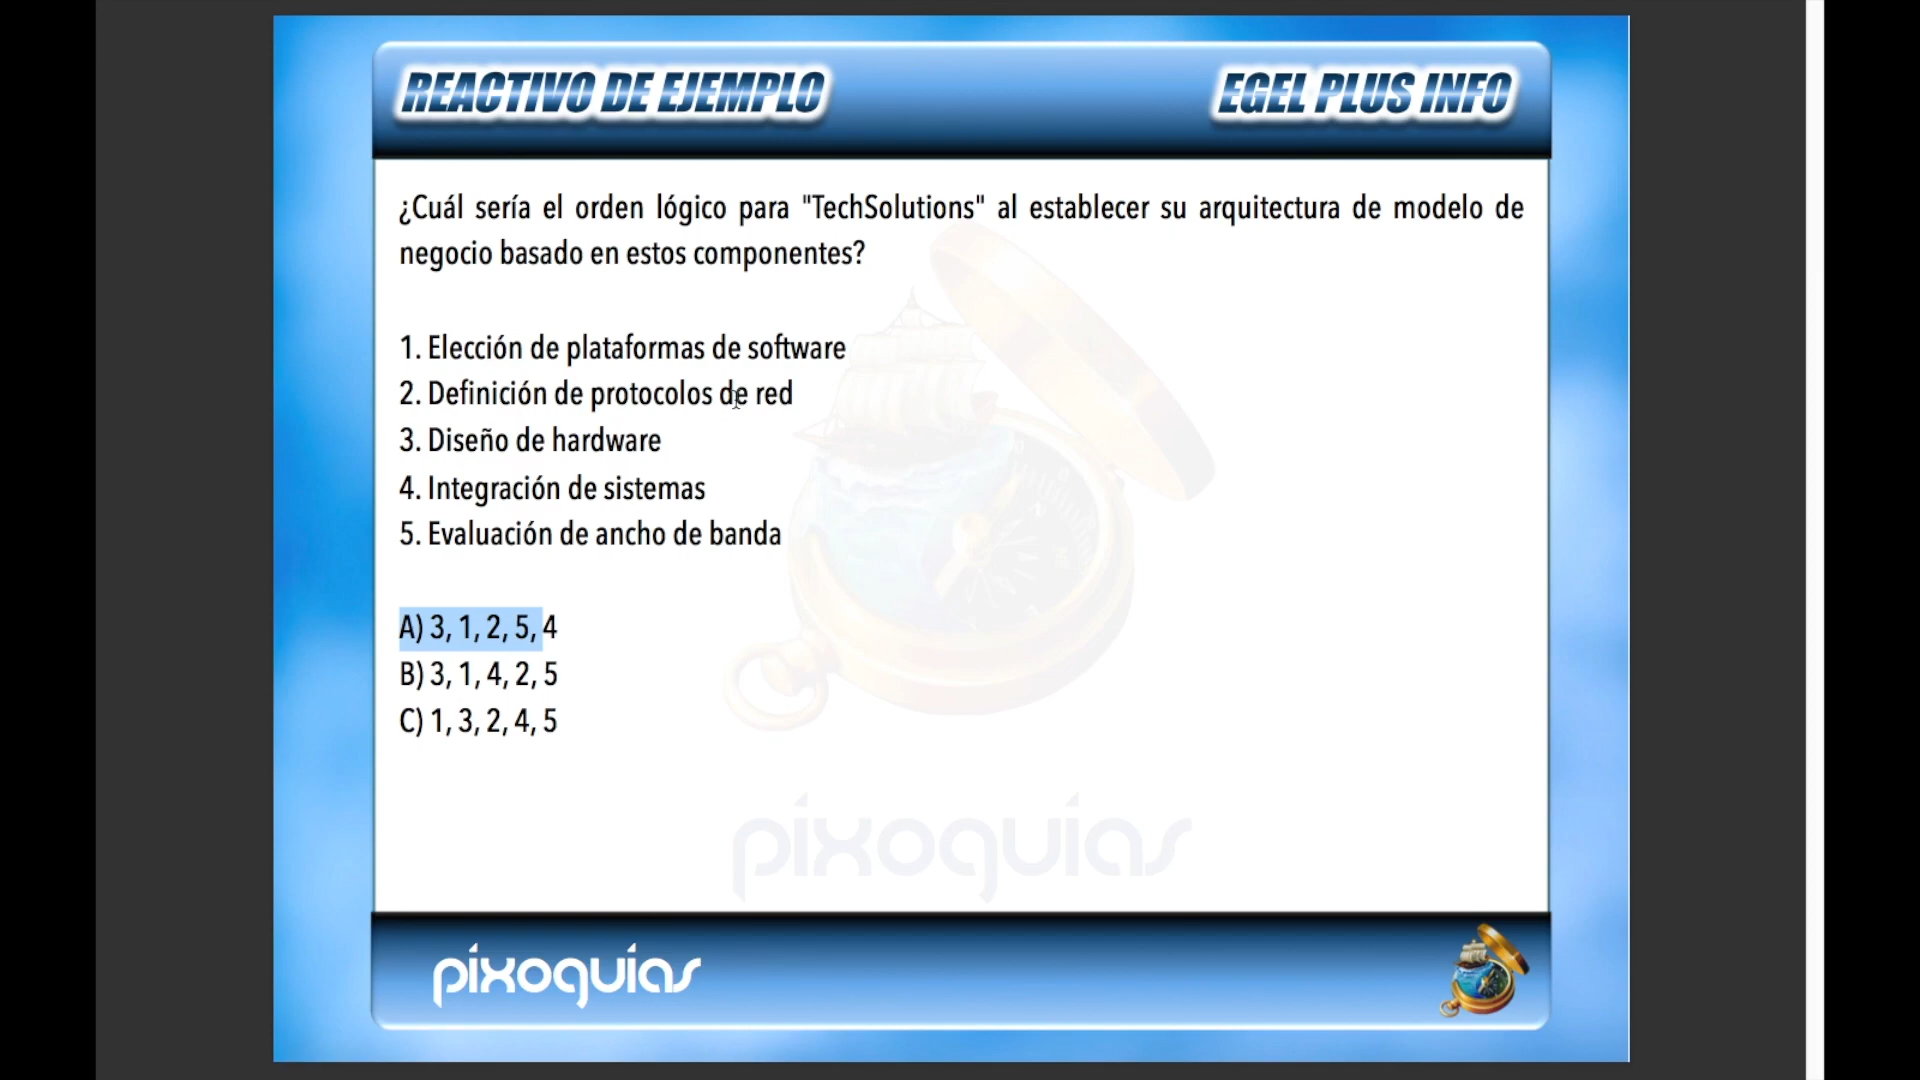 REACTIVO DE EJEMPLO
EGEL PLUS INFO
¿Cuál sería el orden lógico para "TechSolutions" al establecer su arquitectura de modelo de
negocio basado en estos componentes?
1. Elección de plataformas de software
2. Definición de protocolos de red
3. Diseño de hardware
4. Integración de sistemas
5. Evaluación de ancho de banda
A) 3, 1, 2, 5, 4
B) 3, 1, 4, 2, 5
C) 1, 3, 2, 4, 5
pixoguías
pixoguías